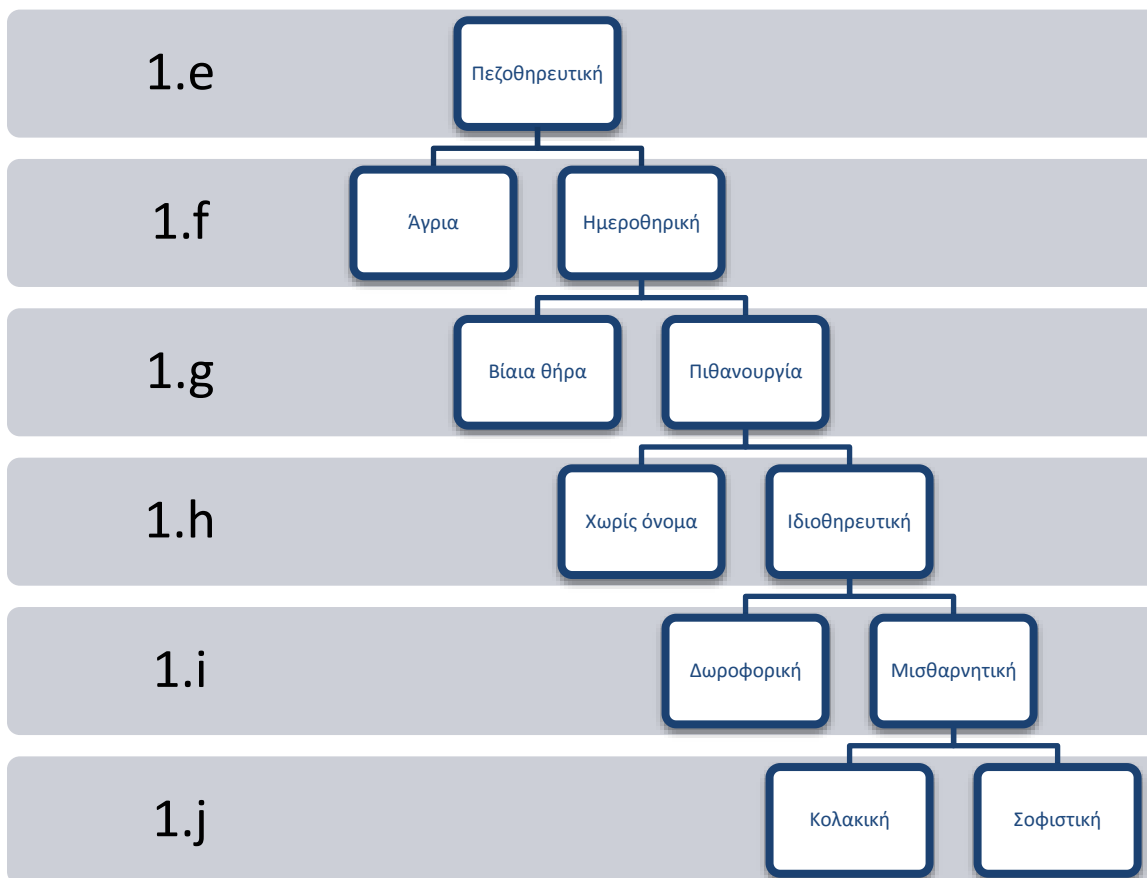 1.e
Πεζοθηρευτική
1.f
Άγρια
Ημεροθηρική
1.g
Βίαια θήρα
Πιθανουργία
1.h
Χωρίς όνομα
Ιδιοθηρευτική
1.i
Δωροφορική
Μισθαρνητική
1.j
Κολακική
Σοφιστική